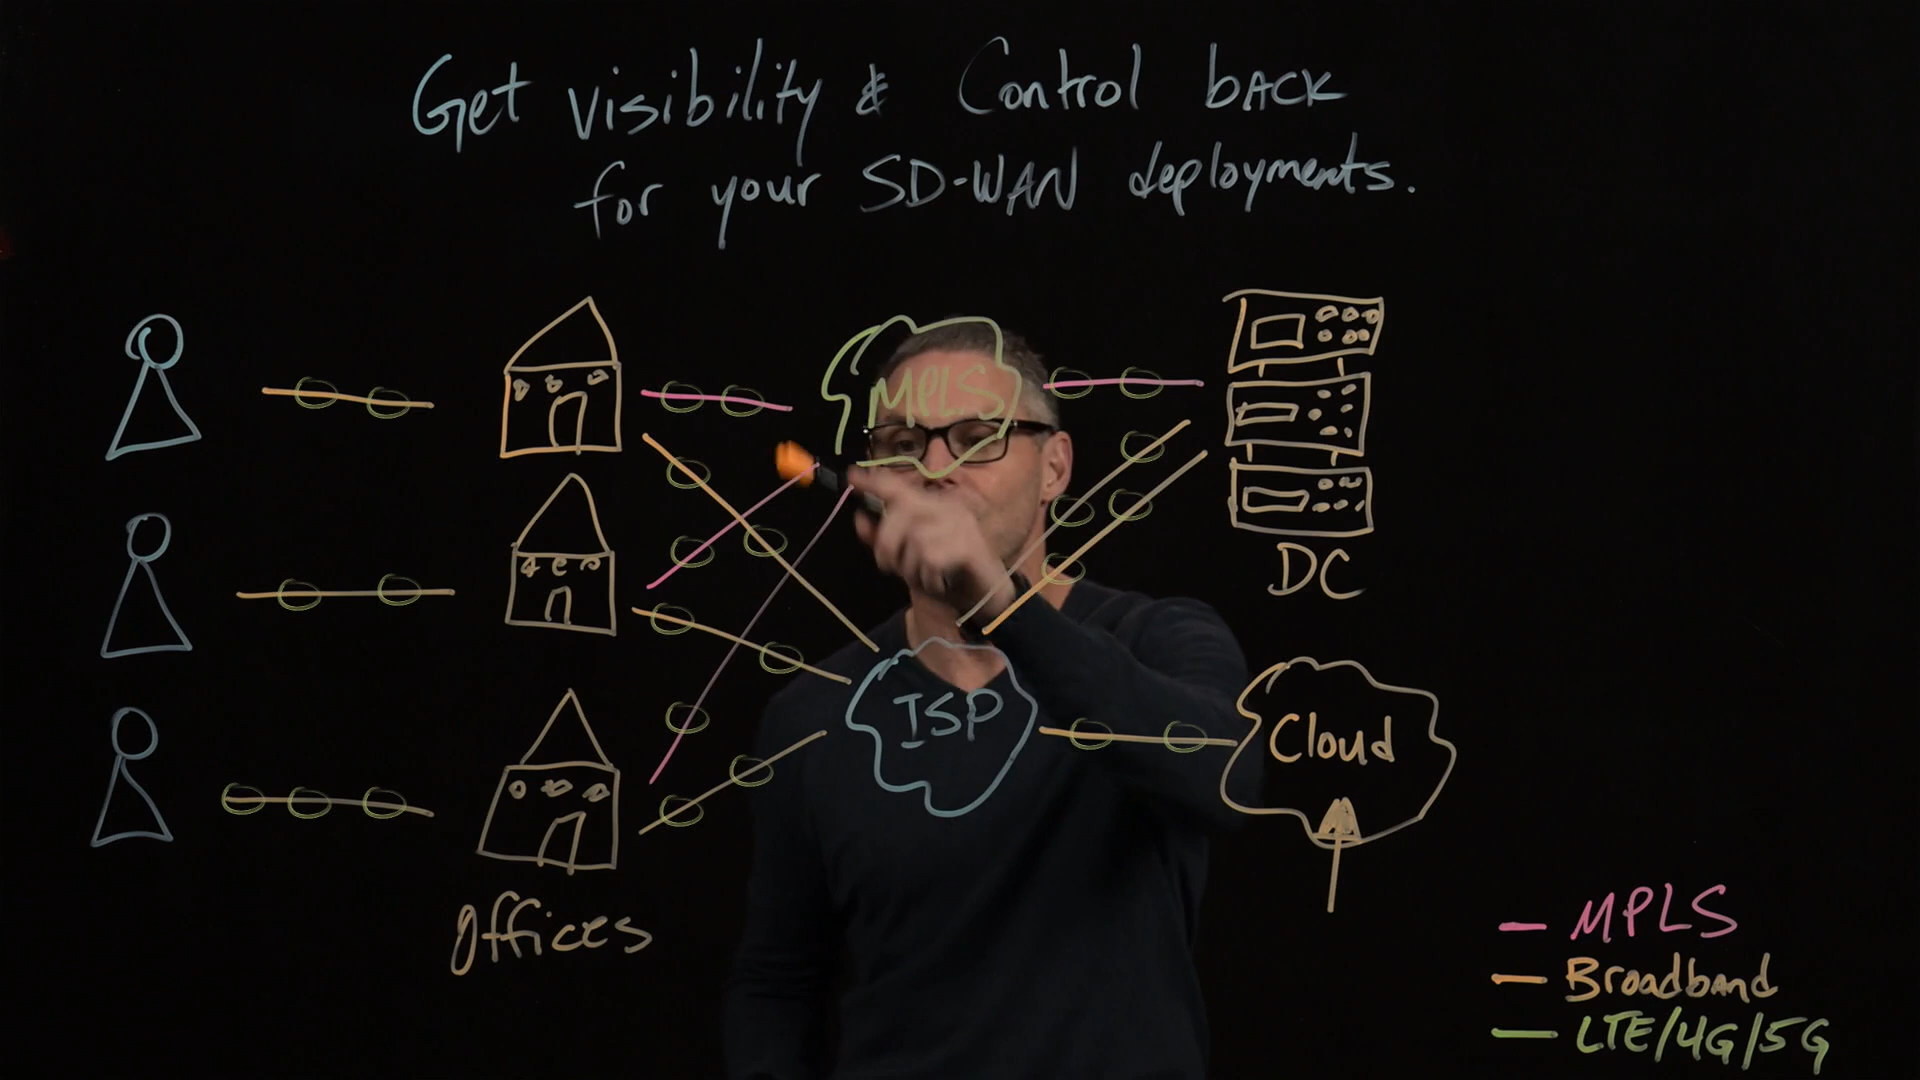 Get visibility & Control BACK
for your SD-WAN deployments.
MPLS
DC
ISP
Cloud
Offices
MPLS
Broadband
LTE/4G/5G